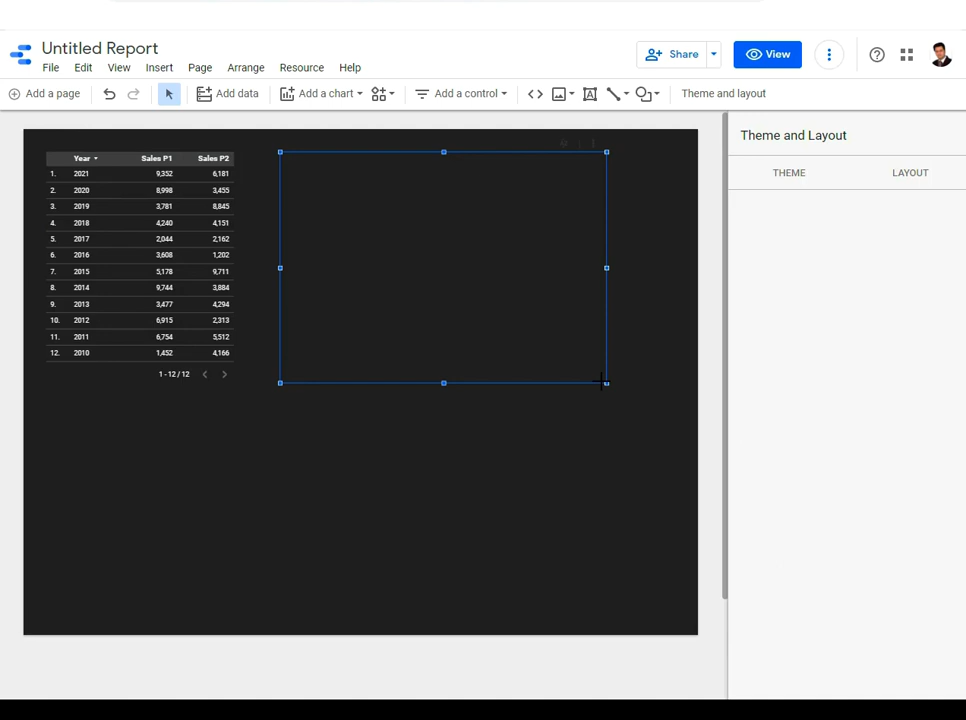 Untitled Report
File Edit View Insert Page Arrange Resource Help
Share View
Add a page Add data Add a chart Add a control Theme and layout
Theme and Layout
THEME LAYOUT
Year Sales P1 Sales P2
1. 2021 9,352 6,181
2. 2020 8,998 3,455
3. 2019 3,781 8,845
4. 2018 4,240 4,151
5. 2017 2,044 2,162
6. 2016 3,608 1,202
7. 2015 5,178 9,711
8. 2014 9,744 3,884
9. 2013 3,477 4,294
10. 2012 6,915 2,313
11. 2011 6,754 5,512
12. 2010 1,452 4,166
1 - 12 / 12